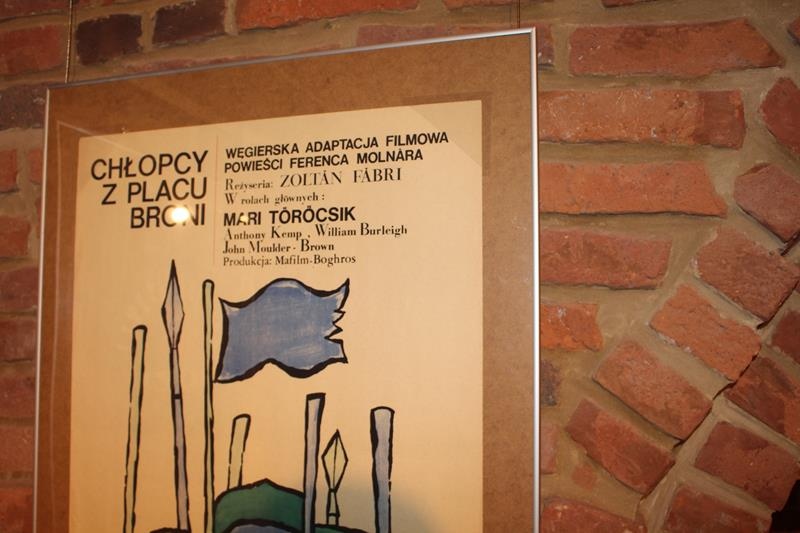 CHŁOPCY
Z PLACU
BRONI
WĘGIERSKA ADAPTACJA FILMOWA
POWIEŚCI FERENCA MOLNÁRA
Reżyseria: ZOLTÁN FÁBRI
W rolach głównych:
MARI TÖRÖCSIK
Anthony Kemp, William Burleigh
John Moulder - Brown
Produkcja: Mafilm-Boghros